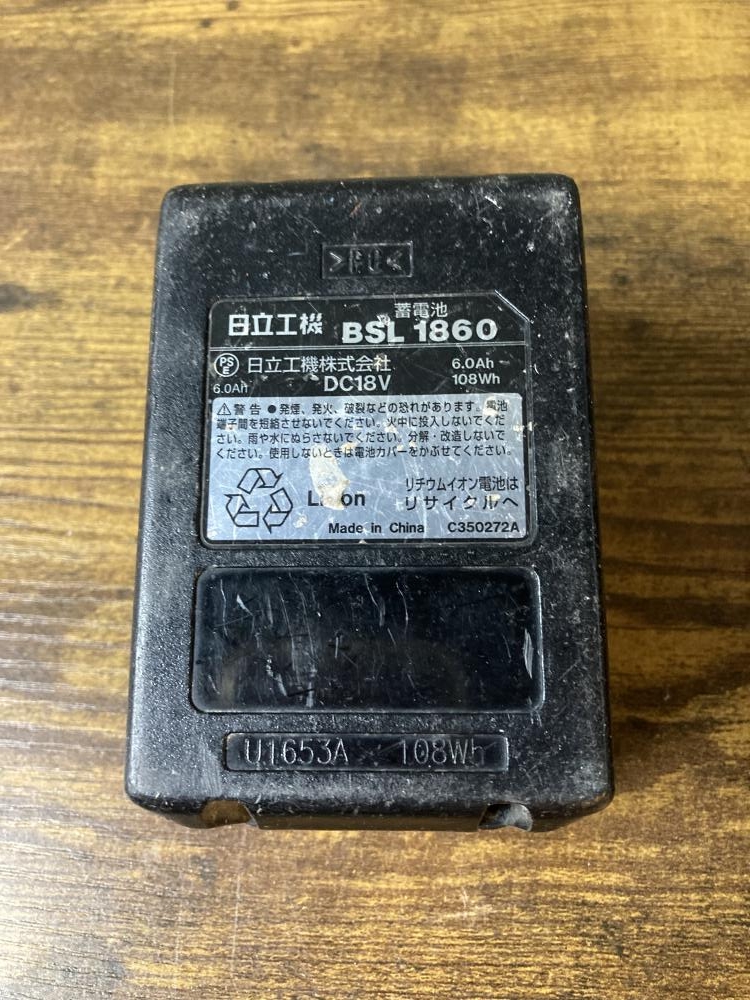 >PC<
蓄電池
日立工機 BSL 1860
PSE 日立工機株式会社 6.0Ah
6.0Ah DC18V 108Wh
⚠警告 ●発煙、発火、破裂などの恐れがあります。電池
端子間を短絡させないでください。火中に投入しないでくだ
さい。雨や水にぬらさないでください。分解・改造しないで
ください。使用しないときは電池カバーをかぶせてください。
Li-ion リチウムイオン電池は
リサイクルへ
Made in China C350272A
U1653A 108Wh